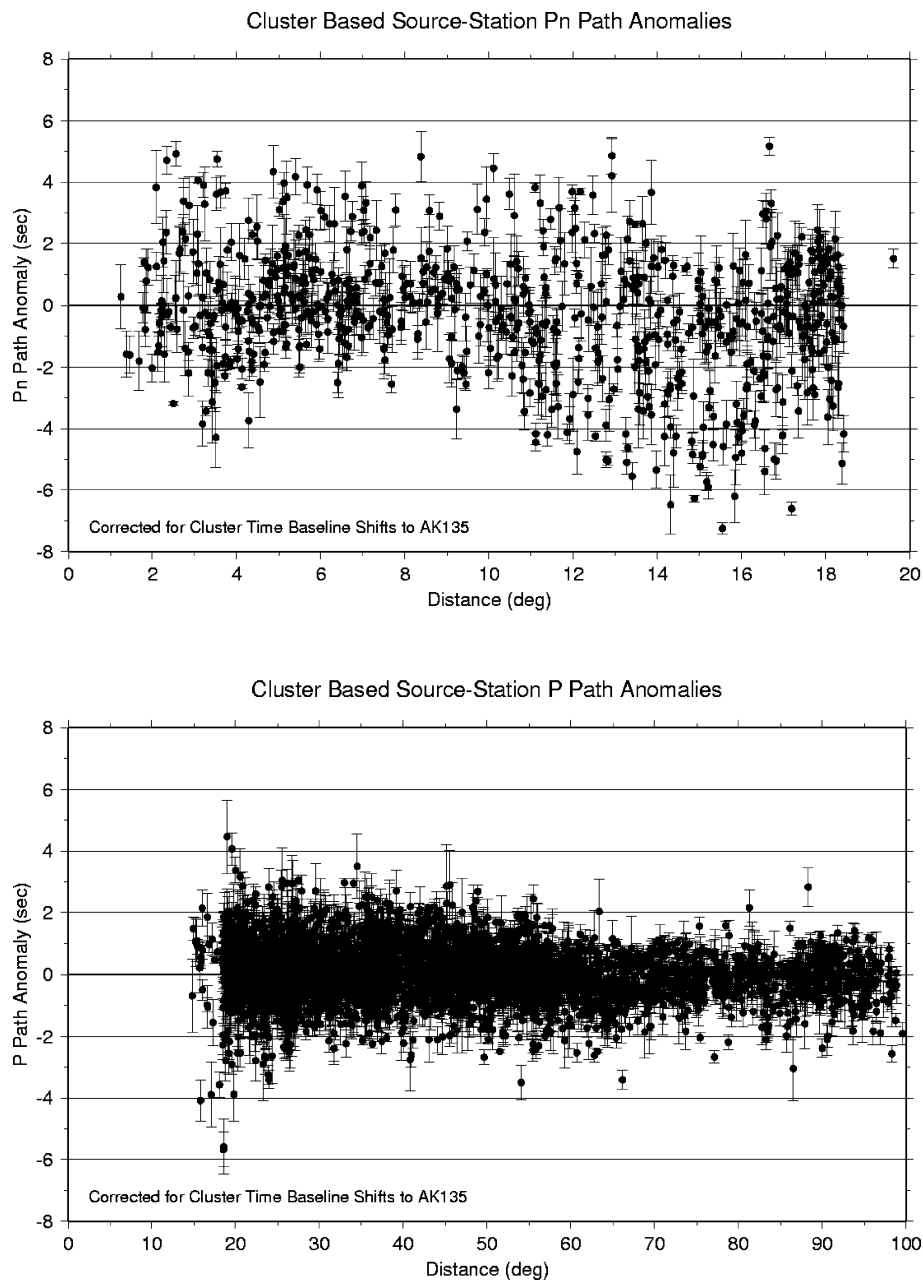 Cluster Based Source-Station Pn Path Anomalies
8
6
4
2
0
-2
-4
-6
-8
Pn Path Anomaly (sec)
Corrected for Cluster Time Baseline Shifts to AK135
0 2 4 6 8 10 12 14 16 18 20
Distance (deg)
Cluster Based Source-Station P Path Anomalies
8
6
4
2
0
-2
-4
-6
-8
P Path Anomaly (sec)
Corrected for Cluster Time Baseline Shifts to AK135
0 10 20 30 40 50 60 70 80 90 100
Distance (deg)